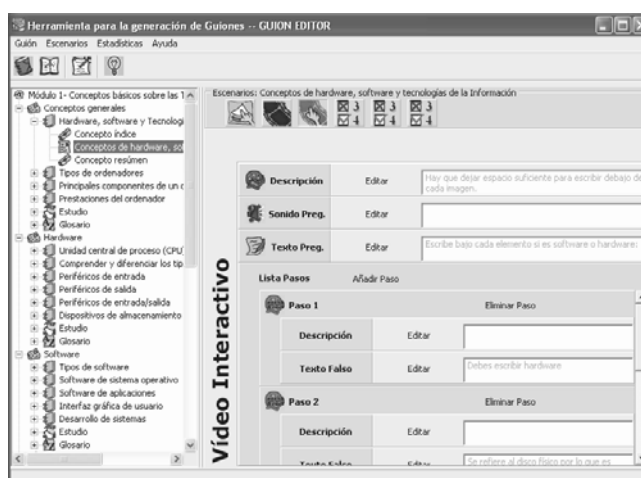 Herramienta para la generación de Guiones -- GUION EDITOR
Guión Escenarios Estadísticas Ayuda
Módulo 1- Conceptos básicos sobre las
Conceptos generales
Hardware, software y Tecnologí
Concepto índice
Conceptos de hardware, sof
Concepto resúmen
Tipos de ordenadores
Principales componentes de un
Prestaciones del ordenador
Estudio
Glosario
Hardware
Unidad central de proceso (CPU)
Comprender y diferenciar los tip
Periféricos de entrada
Periféricos de salida
Periféricos de entrada/salida
Dispositivos de almacenamiento
Estudio
Glosario
Software
Tipos de software
Software de sistema operativo
Software de aplicaciones
Interfaz gráfica de usuario
Desarrollo de sistemas
Estudio
Glosario
Escenarios: Conceptos de hardware, software y tecnologías de la Información
3 3 3
4 4 4
Vídeo Interactivo
Descripción Editar Hay que dejar espacio suficiente para escribir debajo de
cada imagen.
Sonido Preg. Editar
Texto Preg. Editar Escribe bajo cada elemento si es software o hardware:
Lista Pasos Añadir Paso
Paso 1 Eliminar Paso
Descripción Editar
Texto Falso Editar Debes escribir hardware
Paso 2 Eliminar Paso
Descripción Editar
Texto Falso Editar Se refiere al disco físico por lo que es